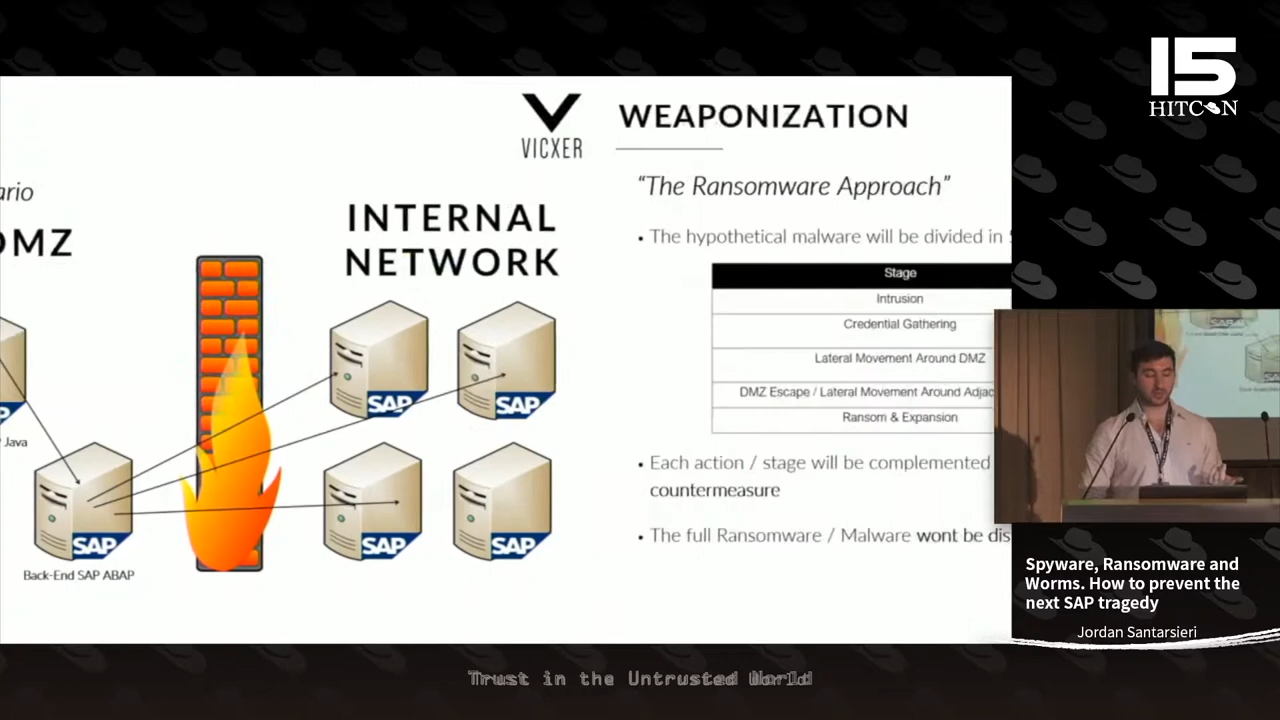 15
HITCON
VICXER
WEAPONIZATION
ario
DMZ
INTERNAL
NETWORK
"The Ransomware Approach"
• The hypothetical malware will be divided in
Stage
Intrusion
Credential Gathering
Lateral Movement Around DMZ
DMZ Escape / Lateral Movement Around Adjac
Ransom & Expansion
• Each action / stage will be complemented
countermeasure
• The full Ransomware / Malware wont be dis
SAP
SAP
Java
SAP
SAP
SAP
Back-End SAP ABAP
Spyware, Ransomware and
Worms. How to prevent the
next SAP tragedy
Jordan Santarsieri
Trust in the Untrusted World